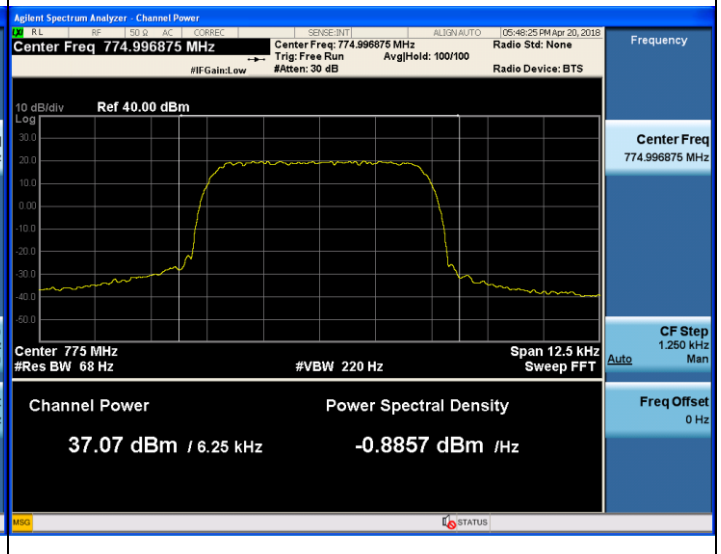 Agilent Spectrum Analyzer - Channel Power
RL RF 50 Ω AC CORREC SENSE:INT ALIGN AUTO 05:48:25 PM Apr 20, 2018
Center Freq 774.996875 MHz
Center Freq: 774.996875 MHz Radio Std: None
Trig: Free Run Avg|Hold: 100/100
#IFGain:Low #Atten: 30 dB Radio Device: BTS
10 dB/div Ref 40.00 dBm
Log
30.0
20.0
10.0
0.00
-10.0
-20.0
-30.0
-40.0
-50.0
Center 775 MHz Span 12.5 kHz
#Res BW 68 Hz #VBW 220 Hz Sweep FFT
Channel Power Power Spectral Density
37.07 dBm / 6.25 kHz -0.8857 dBm /Hz
MSG STATUS
Frequency
Center Freq
774.996875 MHz
CF Step
1.250 kHz
Auto Man
Freq Offset
0 Hz